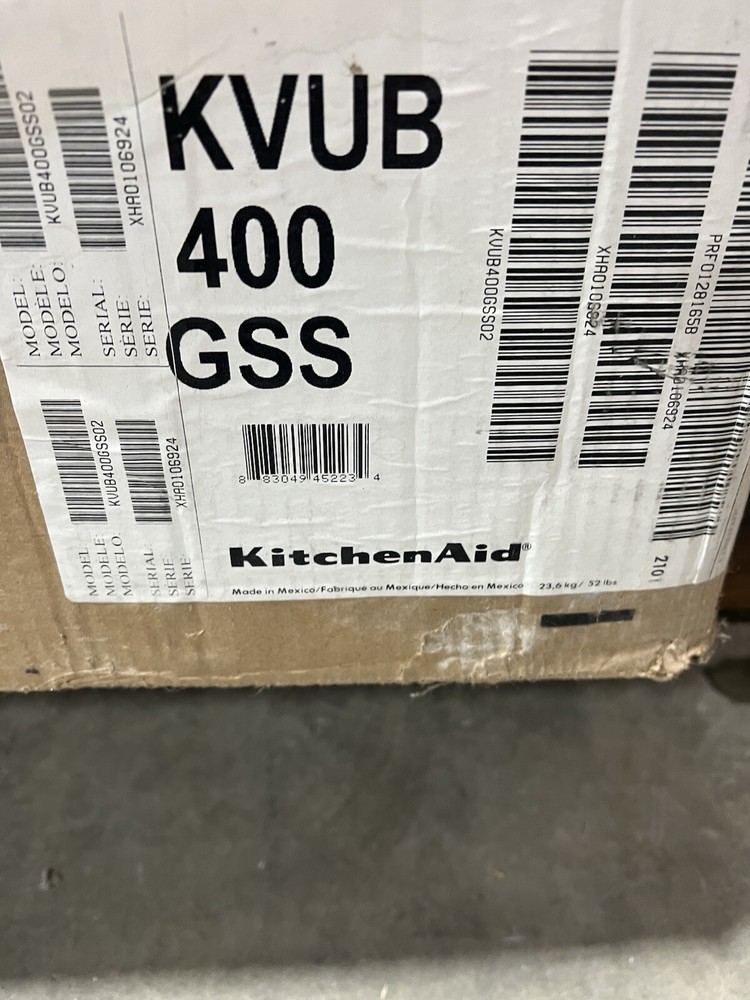 KVUB
400
GSS
8 83049 45223 4
KitchenAid®
Made in Mexico/Fabriqué au Mexique/Hecho en Mexico 23,6 kg/ 52 lbs
MODEL:
MODÈLE:
MODELO:
KVUB400GSS02
SERIAL:
SÉRIE:
SERIE:
XHA0106924
MODEL:
MODÈLE:
MODELO:
KVUB400GSS02
SERIAL:
SÉRIE:
SERIE:
XHA0106924
KVUB400GSS02
XHA0106924
PRF0128165B
XHA0106924
2101